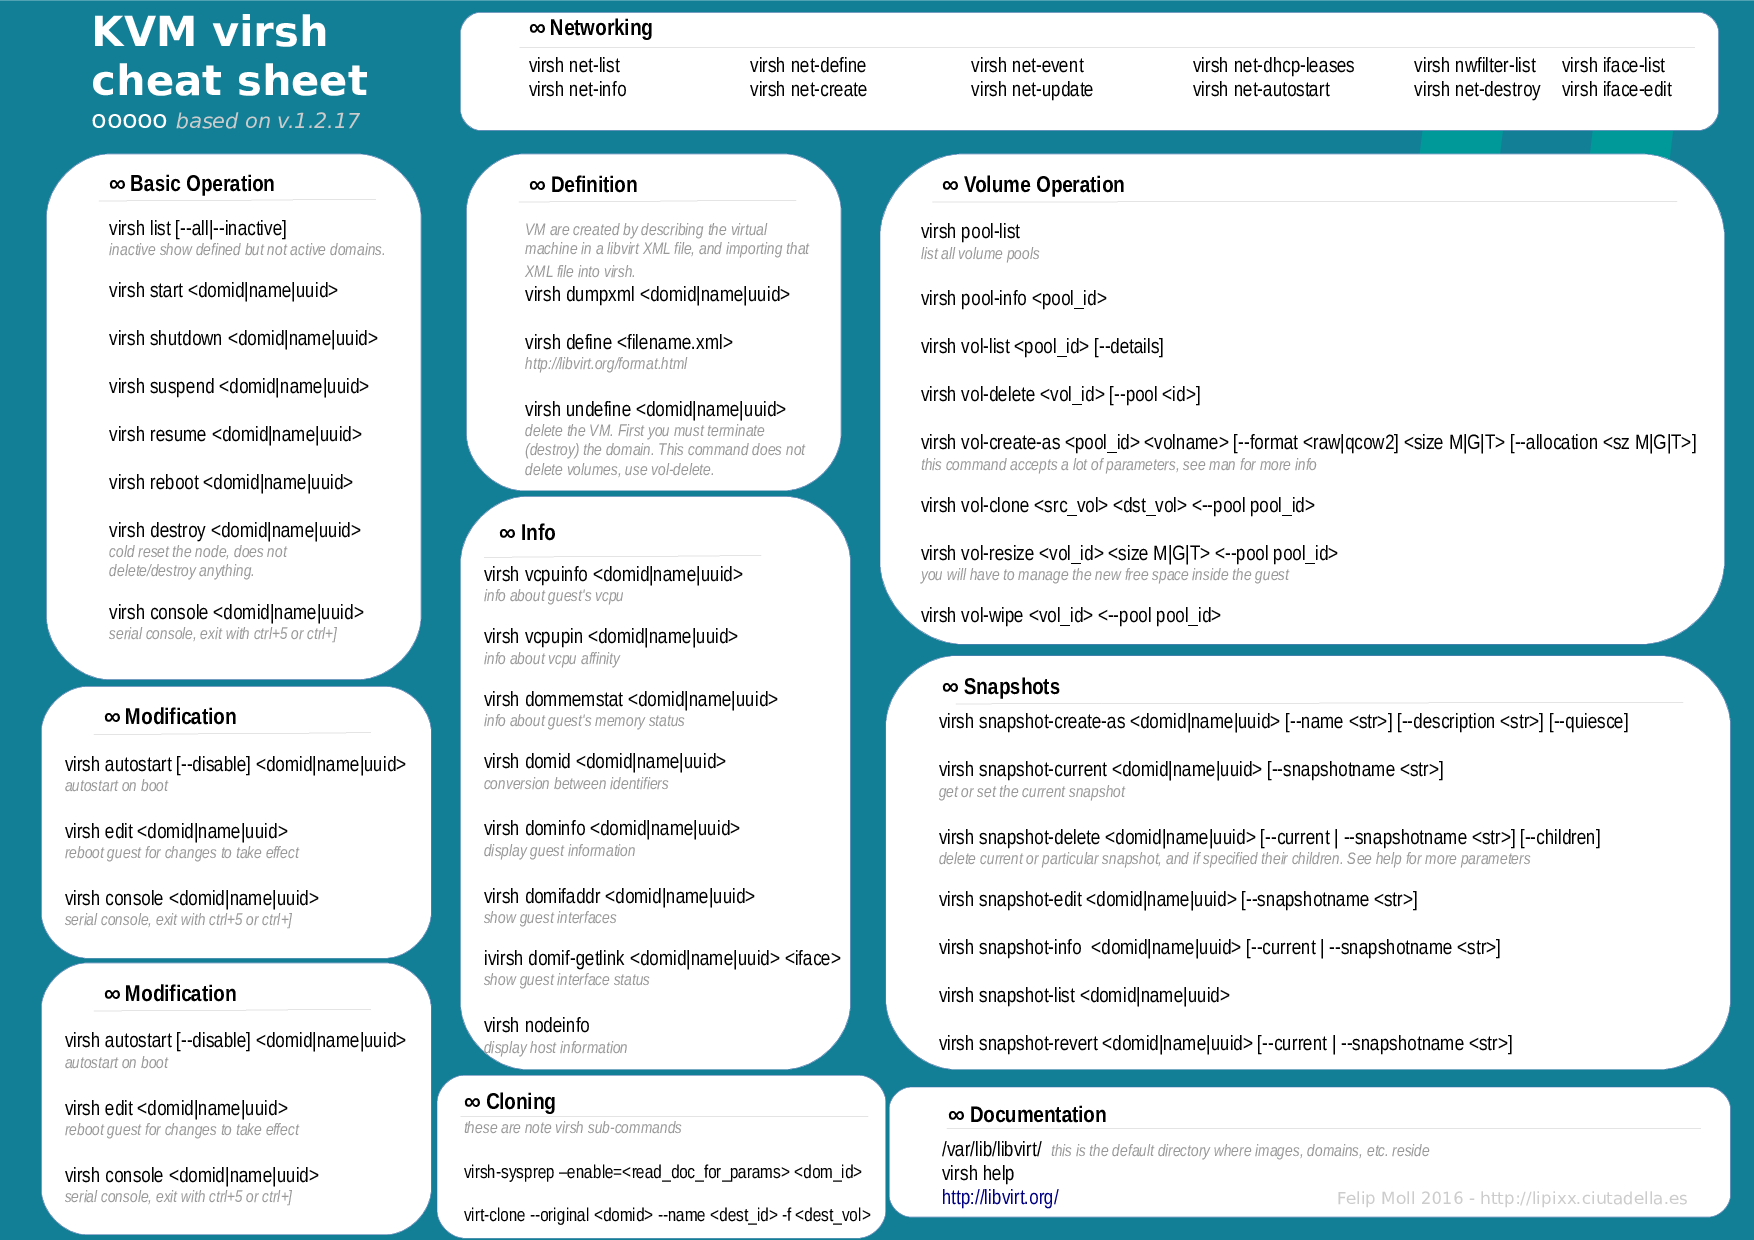 KVM virsh
cheat sheet
ooooo based on v.1.2.17
∞ Networking
virsh net-list virsh net-define virsh net-event virsh net-dhcp-leases virsh nwfilter-list virsh iface-list
virsh net-info virsh net-create virsh net-update virsh net-autostart virsh net-destroy virsh iface-edit
∞ Basic Operation
virsh list [--all|--inactive]
inactive show defined but not active domains.
virsh start <domid|name|uuid>
virsh shutdown <domid|name|uuid>
virsh suspend <domid|name|uuid>
virsh resume <domid|name|uuid>
virsh reboot <domid|name|uuid>
virsh destroy <domid|name|uuid>
cold reset the node, does not
delete/destroy anything.
virsh console <domid|name|uuid>
serial console, exit with ctrl+5 or ctrl+]
∞ Modification
virsh autostart [--disable] <domid|name|uuid>
autostart on boot
virsh edit <domid|name|uuid>
reboot guest for changes to take effect
virsh console <domid|name|uuid>
serial console, exit with ctrl+5 or ctrl+]
∞ Modification
virsh autostart [--disable] <domid|name|uuid>
autostart on boot
virsh edit <domid|name|uuid>
reboot guest for changes to take effect
virsh console <domid|name|uuid>
serial console, exit with ctrl+5 or ctrl+]
∞ Definition
VM are created by describing the virtual
machine in a libvirt XML file, and importing that
XML file into virsh.
virsh dumpxml <domid|name|uuid>
virsh define <filename.xml>
http://libvirt.org/format.html
virsh undefine <domid|name|uuid>
delete the VM. First you must terminate
(destroy) the domain. This command does not
delete volumes, use vol-delete.
∞ Info
virsh vcpuinfo <domid|name|uuid>
info about guest's vcpu
virsh vcpupin <domid|name|uuid>
info about vcpu affinity
virsh dommemstat <domid|name|uuid>
info about guest's memory status
virsh domid <domid|name|uuid>
conversion between identifiers
virsh dominfo <domid|name|uuid>
display guest information
virsh domifaddr <domid|name|uuid>
show guest interfaces
ivirsh domif-getlink <domid|name|uuid> <iface>
show guest interface status
virsh nodeinfo
display host information
∞ Cloning
these are note virsh sub-commands
virsh-sysprep –enable=<read_doc_for_params> <dom_id>
virt-clone --original <domid> --name <dest_id> -f <dest_vol>
∞ Volume Operation
virsh pool-list
list all volume pools
virsh pool-info <pool_id>
virsh vol-list <pool_id> [--details]
virsh vol-delete <vol_id> [--pool <id>]
virsh vol-create-as <pool_id> <volname> [--format <raw|qcow2] <size M|G|T> [--allocation <sz M|G|T>]
this command accepts a lot of parameters, see man for more info
virsh vol-clone <src_vol> <dst_vol> <--pool pool_id>
virsh vol-resize <vol_id> <size M|G|T> <--pool pool_id>
you will have to manage the new free space inside the guest
virsh vol-wipe <vol_id> <--pool pool_id>
∞ Snapshots
virsh snapshot-create-as <domid|name|uuid> [--name <str>] [--description <str>] [--quiesce]
virsh snapshot-current <domid|name|uuid> [--snapshotname <str>]
get or set the current snapshot
virsh snapshot-delete <domid|name|uuid> [--current | --snapshotname <str>] [--children]
delete current or particular snapshot, and if specified their children. See help for more parameters
virsh snapshot-edit <domid|name|uuid> [--snapshotname <str>]
virsh snapshot-info <domid|name|uuid> [--current | --snapshotname <str>]
virsh snapshot-list <domid|name|uuid>
virsh snapshot-revert <domid|name|uuid> [--current | --snapshotname <str>]
∞ Documentation
/var/lib/libvirt/ this is the default directory where images, domains, etc. reside
virsh help
http://libvirt.org/
Felip Moll 2016 - http://lipixx.ciutadella.es